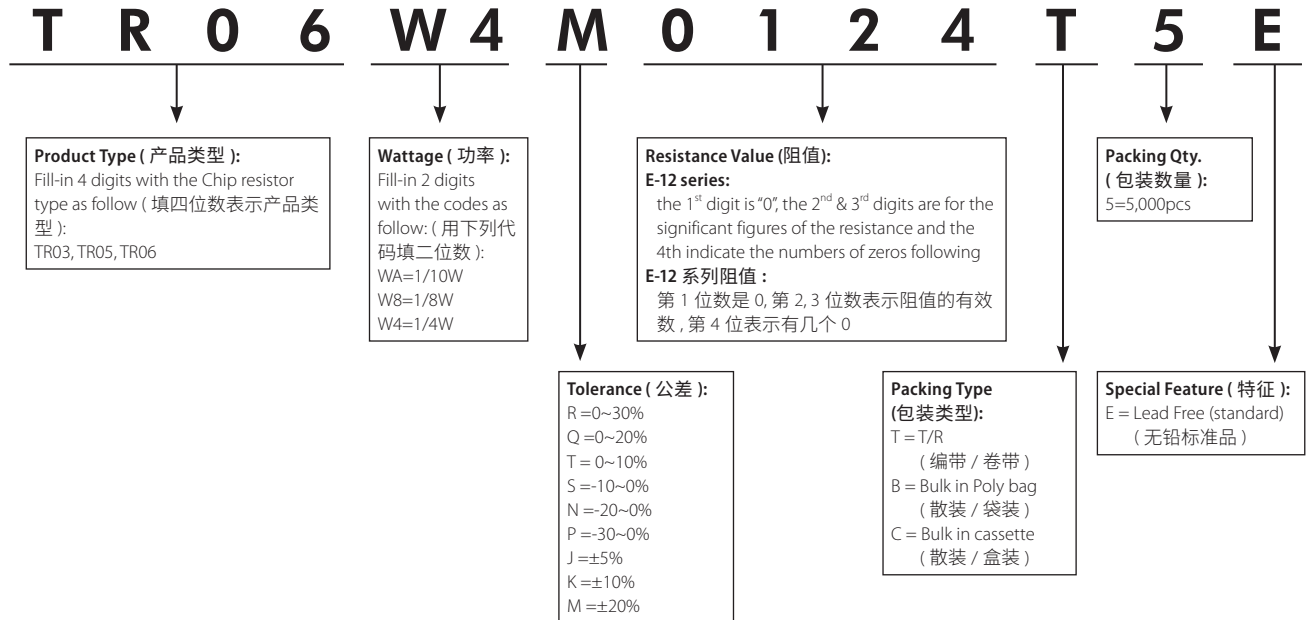 T R 0 6 W 4 M 0 1 2 4 T 5 E
Product Type ( 产品类型 ):
Fill-in 4 digits with the Chip resistor
type as follow ( 填四位数表示产品类
型 ):
TR03, TR05, TR06
Wattage ( 功率 ):
Fill-in 2 digits
with the codes as
follow: ( 用下列代
码填二位数 ):
WA=1/10W
W8=1/8W
W4=1/4W
Resistance Value (阻值):
E-12 series:
the 1st digit is "0", the 2nd & 3rd digits are for the
significant figures of the resistance and the
4th indicate the numbers of zeros following
E-12 系列阻值 :
第 1 位数是 0, 第 2, 3 位数表示阻值的有效
数 , 第 4 位表示有几个 0
Packing Qty.
( 包装数量 ):
5=5,000pcs
Tolerance ( 公差 ):
R =0~30%
Q =0~20%
T = 0~10%
S =-10~0%
N =-20~0%
P =-30~0%
J =±5%
K =±10%
M =±20%
Packing Type
(包装类型):
T = T/R
( 编带 / 卷带 )
B = Bulk in Poly bag
( 散装 / 袋装 )
C = Bulk in cassette
( 散装 / 盒装 )
Special Feature ( 特征 ):
E = Lead Free (standard)
( 无铅标准品 )